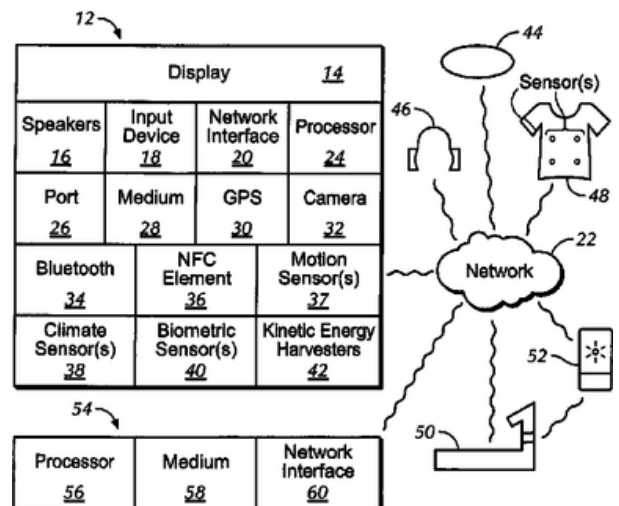 12
44
Display 14
Sensor(s)
46
Speakers Input Device Network Interface Processor
16 18 20 24
Port Medium GPS Camera
26 28 30 32
48
22
Network
Bluetooth NFC Element Motion Sensor(s)
34 36 37
Climate Sensor(s) Biometric Sensor(s) Kinetic Energy Harvesters
38 40 42
52
54
50
Processor Medium Network Interface
56 58 60